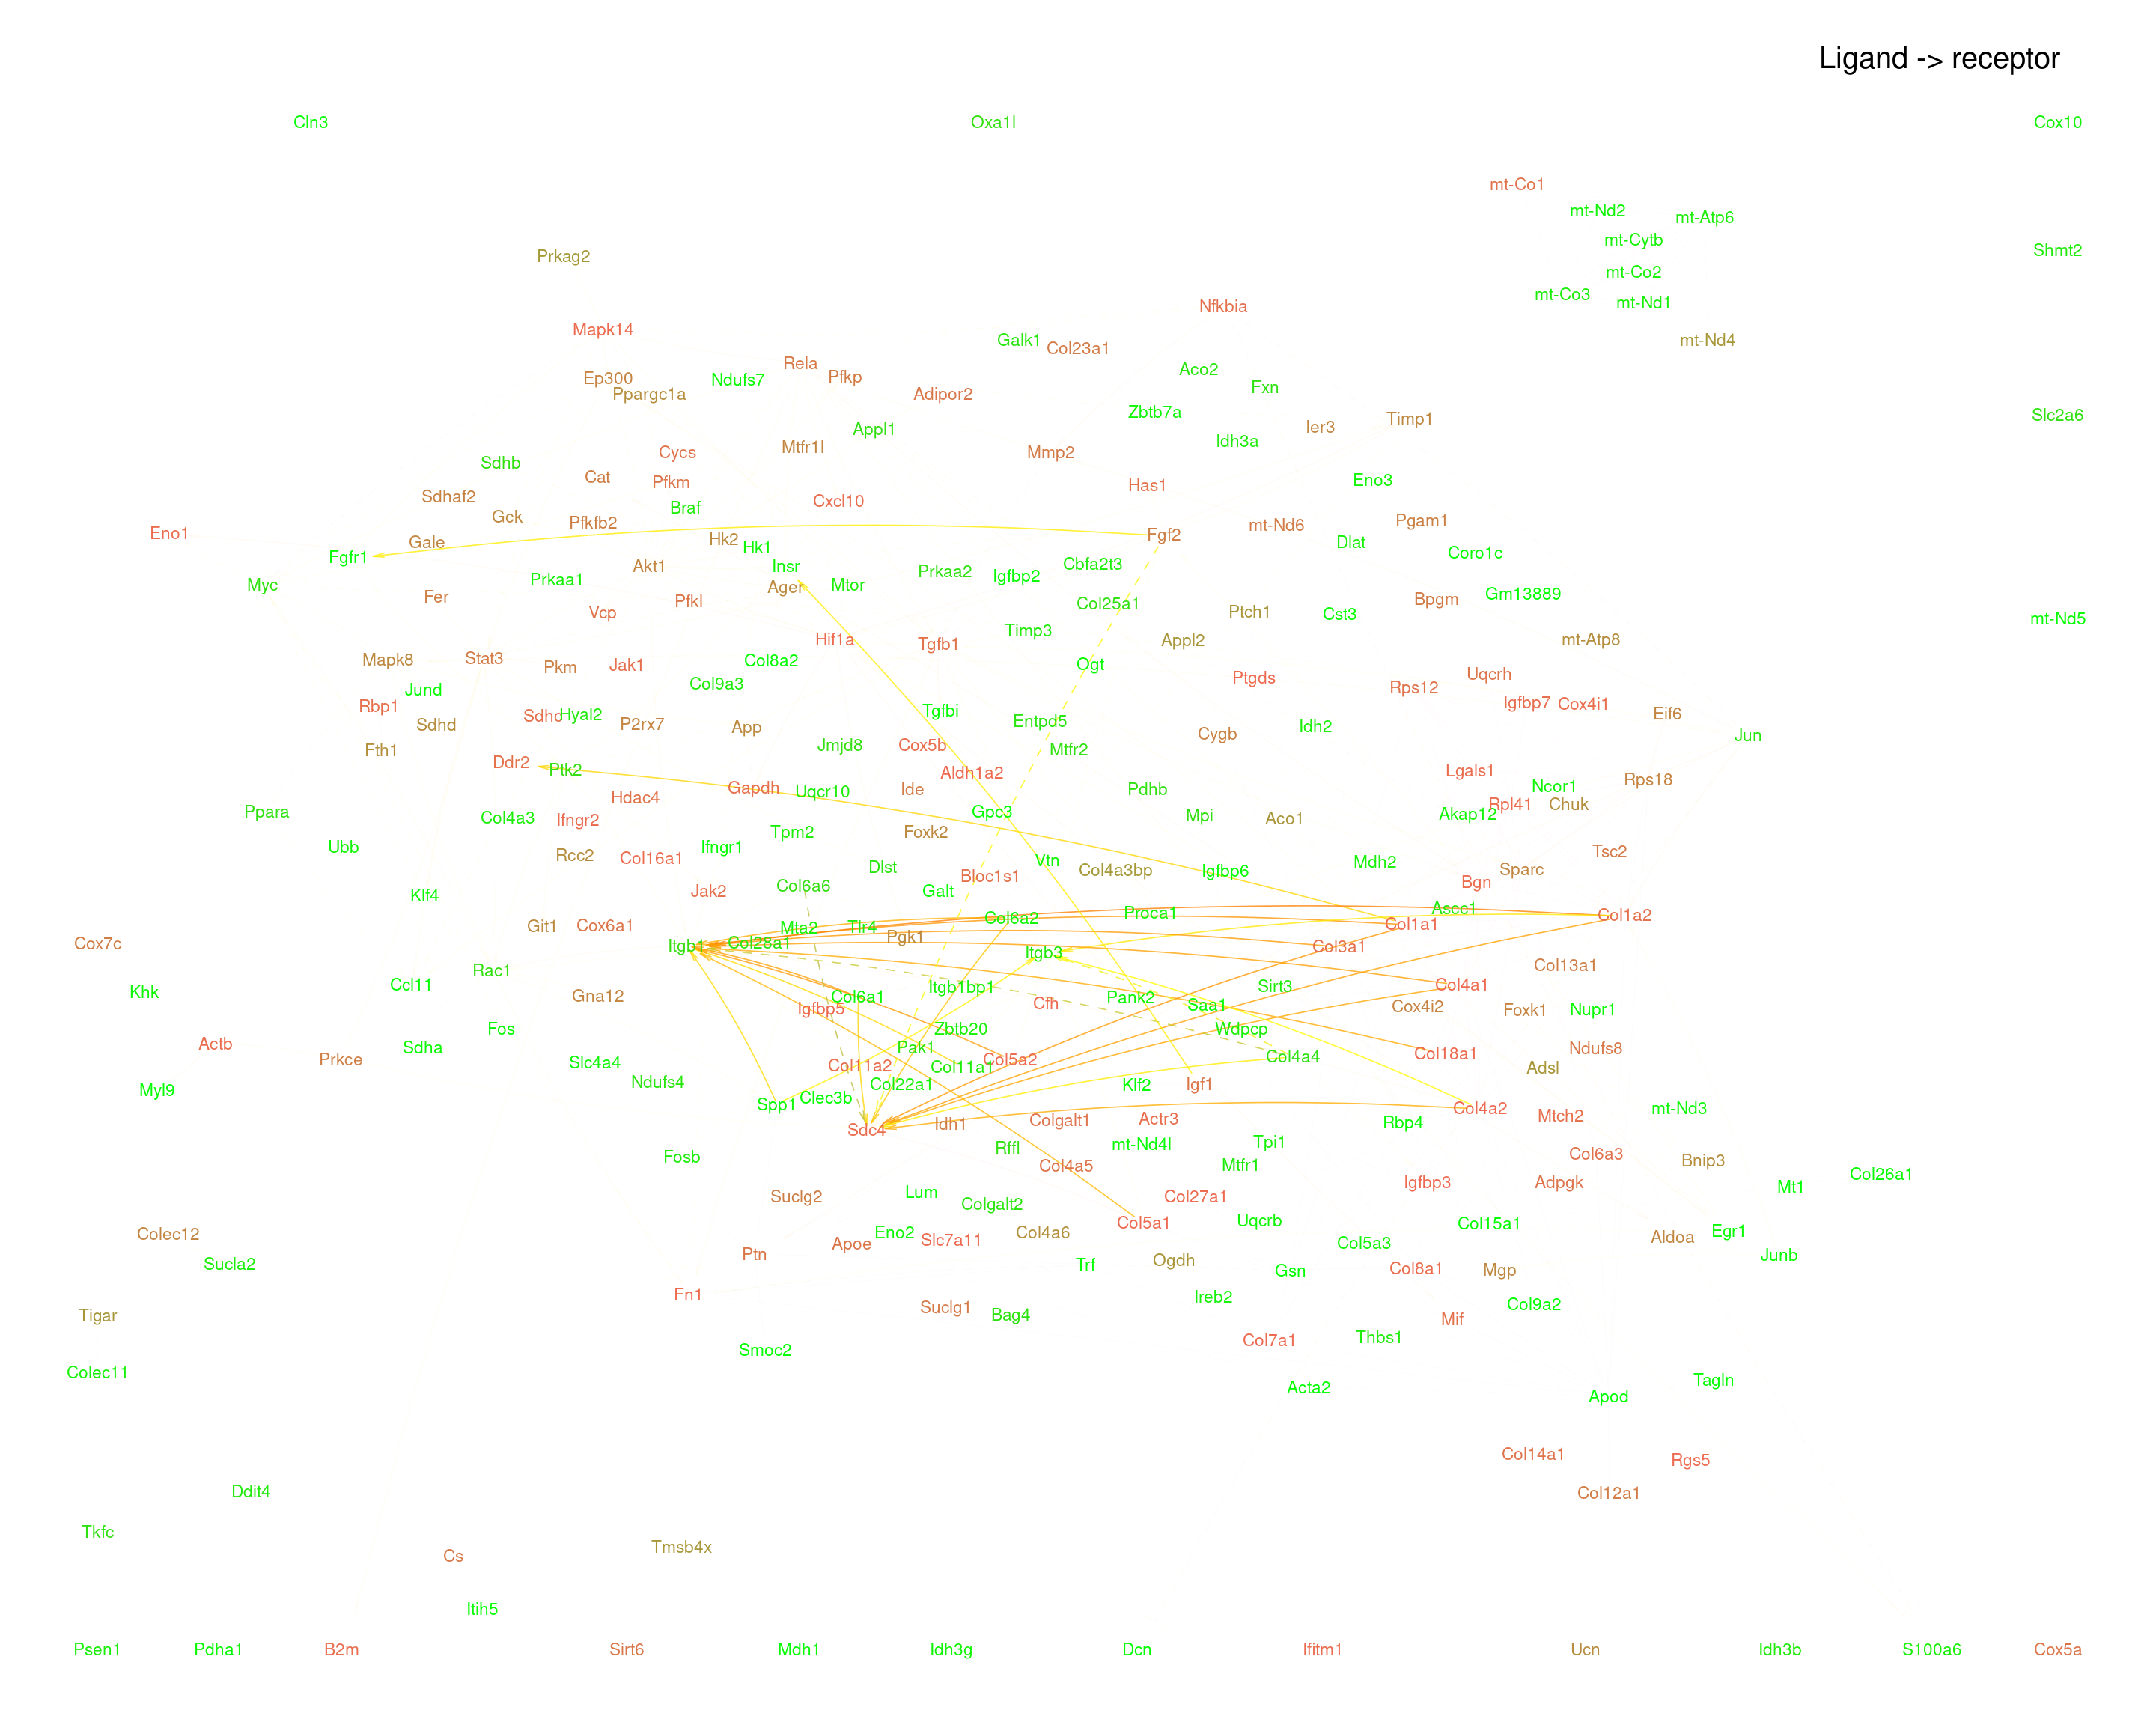 Ligand -> receptor
Cln3
Oxa1l
Cox10
mt-Co1
mt-Nd2
mt-Atp6
mt-Cytb
Shmt2
Prkag2
mt-Co2
mt-Co3
mt-Nd1
Nfkbia
Mapk14
Galk1
mt-Nd4
Col23a1
Rela
Aco2
Pfkp
Ep300
Ndufs7
Fxn
Ppargc1a
Adipor2
Zbtb7a
Slc2a6
Timp1
Ier3
Appl1
Idh3a
Mtfr1l
Cycs
Mmp2
Sdhb
Cat
Pfkm
Eno3
Has1
Sdhaf2
Cxcl10
Braf
Gck
Pfkfb2
Pgam1
mt-Nd6
Eno1
Fgf2
Hk2
Gale
Dlat
Hk1
Coro1c
Fgfr1
Akt1
Insr
Cbfa2t3
Prkaa2
Igfbp2
Prkaa1
Myc
Ager
Mtor
Gm13889
Fer
Pfkl
Bpgm
Col25a1
Vcp
Ptch1
Cst3
mt-Nd5
Timp3
Hif1a
Tgfb1
Appl2
mt-Atp8
Mapk8
Stat3
Col8a2
Jak1
Pkm
Ogt
Uqcrh
Ptgds
Col9a3
Rps12
Jund
Igfbp7
Cox4i1
Rbp1
Tgfbi
Eif6
Sdhc
Hyal2
Entpd5
Sdhd
P2rx7
App
Idh2
Cygb
Jun
Jmjd8
Cox5b
Fth1
Mtfr2
Ddr2
Ptk2
Aldh1a2
Lgals1
Rps18
Gapdh
Uqcr10
Ide
Pdhb
Ncor1
Hdac4
Rpl41
Chuk
Ppara
Gpc3
Mpi
Akap12
Col4a3
Ifngr2
Aco1
Tpm2
Foxk2
Ubb
Ifngr1
Tsc2
Rcc2
Col16a1
Vtn
Mdh2
Dlst
Col4a3bp
Igfbp6
Sparc
Bloc1s1
Bgn
Col6a6
Jak2
Galt
Klf4
Ascc1
Proca1
Col1a2
Col6a2
Col1a1
Git1
Cox6a1
Mta2
Tlr4
Pgk1
Cox7c
Itgb1
Col28a1
Col3a1
Itgb3
Col13a1
Rac1
Ccl11
Col4a1
Itgb1bp1
Sirt3
Khk
Gna12
Col6a1
Pank2
Cfh
Saa1
Cox4i2
Igfbp5
Foxk1
Nupr1
Fos
Zbtb20
Wdpcp
Actb
Sdha
Pak1
Ndufs8
Prkce
Col5a2
Col4a4
Col18a1
Slc4a4
Col11a2
Col11a1
Adsl
Ndufs4
Col22a1
Klf2
Igf1
Myl9
Clec3b
Spp1
Col4a2
mt-Nd3
Mtch2
Sdc4
Idh1
Colgalt1
Actr3
Rbp4
Rffl
mt-Nd4l
Tpi1
Fosb
Col6a3
Bnip3
Col4a5
Mtfr1
Col26a1
Lum
Suclg2
Col27a1
Igfbp3
Adpgk
Mt1
Colgalt2
Col5a1
Uqcrb
Col15a1
Colec12
Eno2
Col4a6
Egr1
Slc7a11
Apoe
Col5a3
Aldoa
Ptn
Junb
Sucla2
Trf
Ogdh
Gsn
Col8a1
Mgp
Fn1
Ireb2
Col9a2
Suclg1
Tigar
Bag4
Mif
Thbs1
Col7a1
Smoc2
Colec11
Tagln
Acta2
Apod
Col14a1
Rgs5
Ddit4
Col12a1
Tkfc
Tmsb4x
Cs
Itih5
Psen1
Pdha1
B2m
Sirt6
Mdh1
Idh3g
Dcn
Ifitm1
Ucn
Idh3b
S100a6
Cox5a